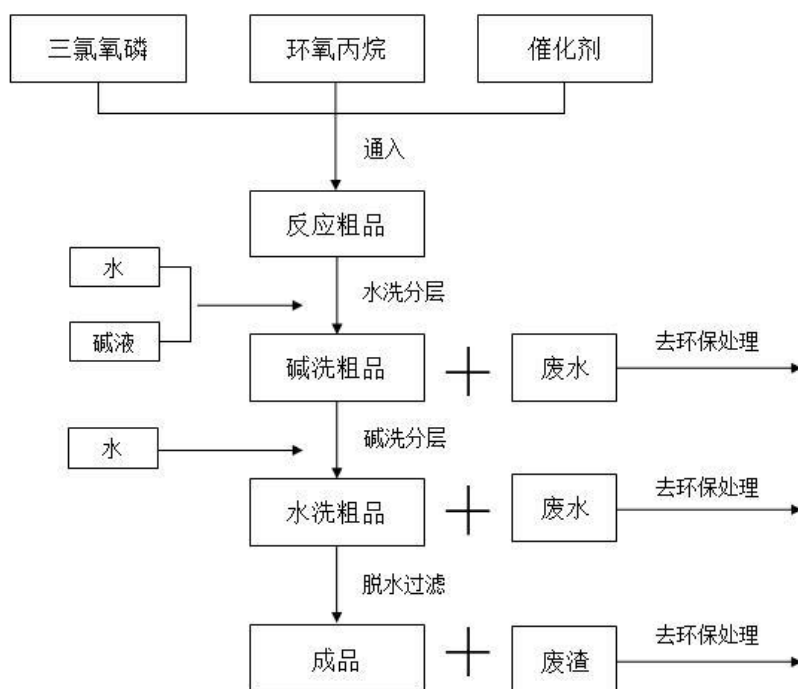 三氯氧磷
环氧丙烷
催化剂
通入
反应粗品
水
水洗分层
碱液
碱洗粗品
废水
去环保处理
水
碱洗分层
水洗粗品
废水
去环保处理
脱水过滤
成品
废渣
去环保处理